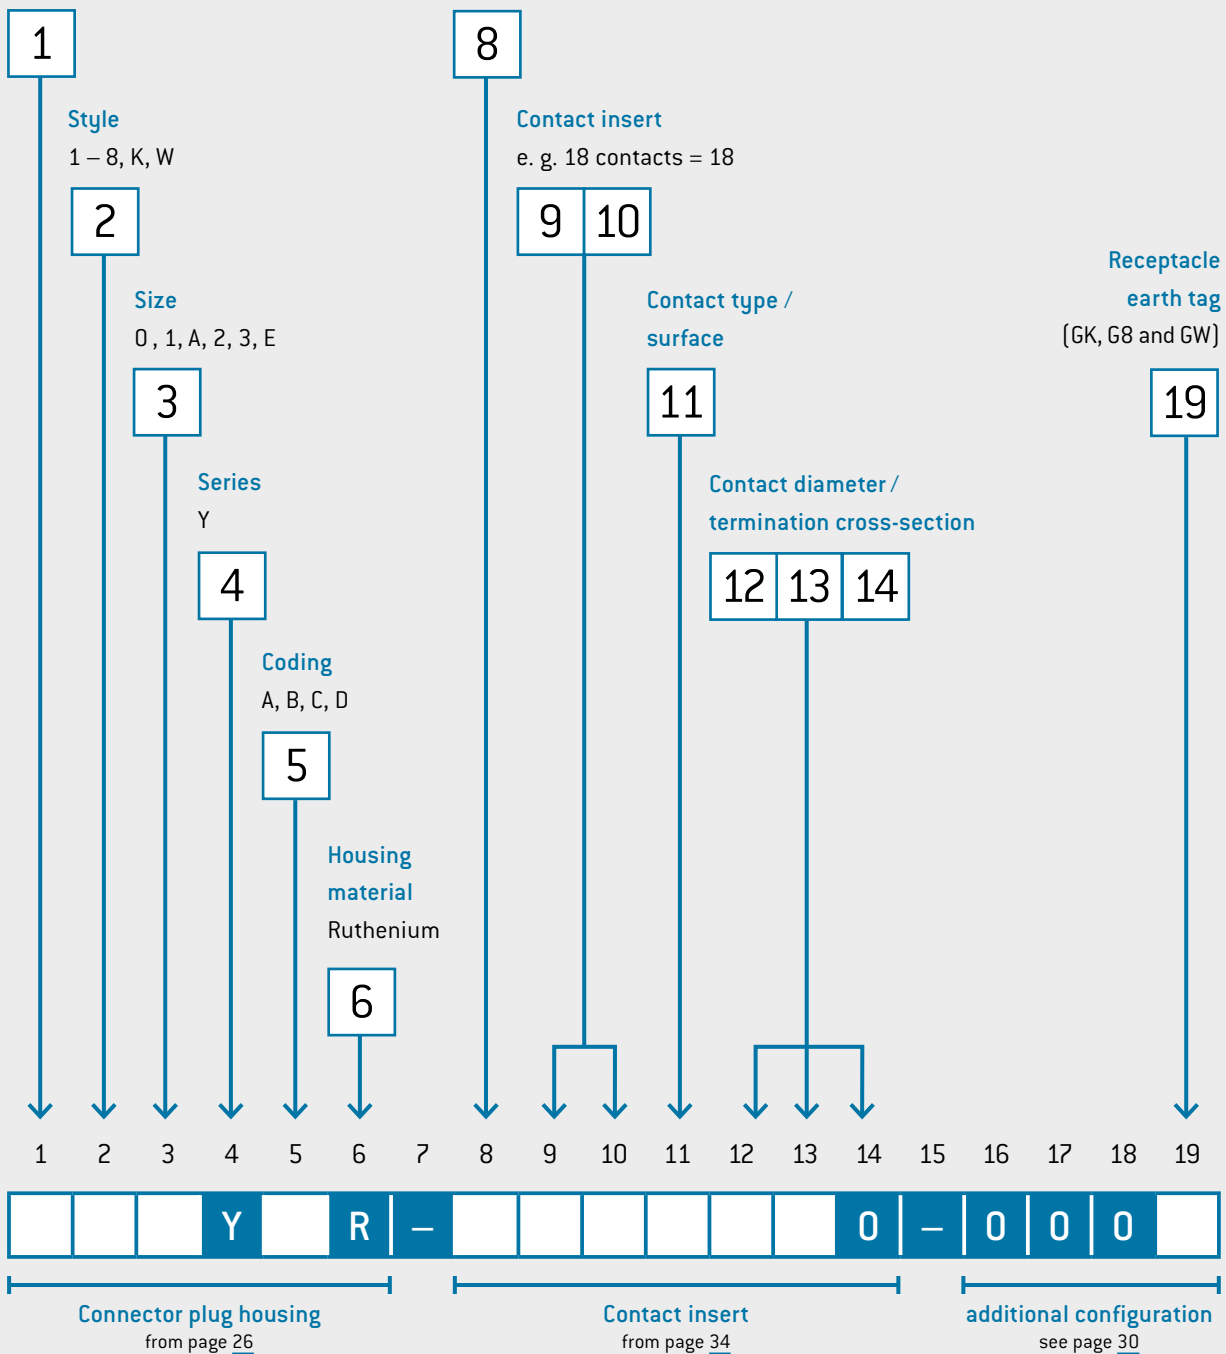 1
Style
1 – 8, K, W
2
Size
0 , 1, A, 2, 3, E
3
Series
Y
4
Coding
A, B, C, D
5
Housing
material
Ruthenium
6
8
Contact insert
e. g. 18 contacts = 18
9 10
Contact type /
surface
11
Contact diameter /
termination cross-section
12 13 14
Receptacle
earth tag
(GK, G8 and GW)
19
1 2 3 4 5 6 7 8 9 10 11 12 13 14 15 16 17 18 19
Y R – 0 – 0 0 0
Connector plug housing
from page 26
Contact insert
from page 34
additional configuration
see page 30